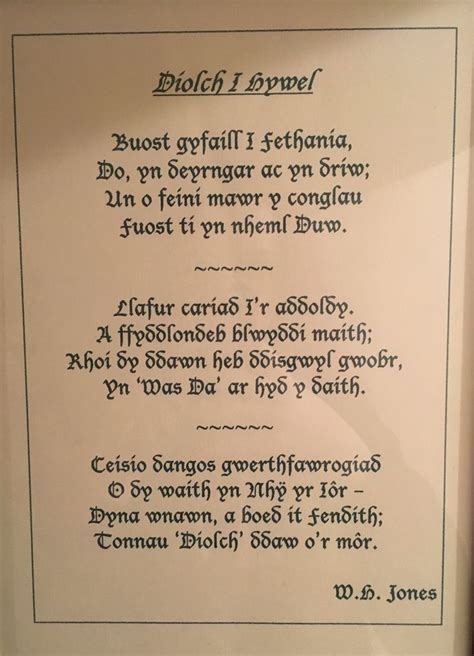 Diolch I Hywel
Buost gyfaill I Fethania,
Do, yn deyrngar ac yn driw;
Un o feini mawr y conglau
Fuost ti yn nheml Duw.
~~~~~~
Llafur cariad I'r addoldy.
A ffyddlondeb blwyddi maith;
Rhoi dy ddawn heb ddisgwyl gwobr,
Yn 'Was Da' ar hyd y daith.
~~~~~~
Ceisio dangos gwerthfawrogiad
O dy waith yn Nhŷ yr Iôr –
Dyna wnawn, a boed it Fendith;
Tonnau 'Diolch' ddaw o'r môr.
W.H. Jones